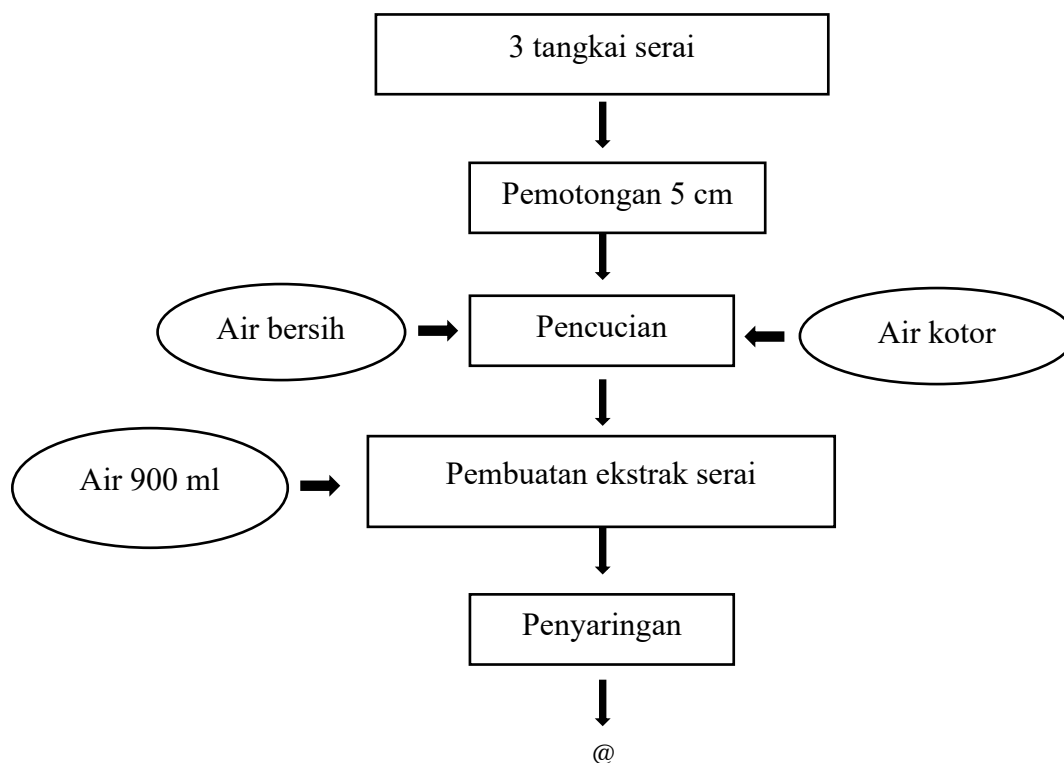 3 tangkai serai
Pemotongan 5 cm
Air bersih
Pencucian
Air kotor
Air 900 ml
Pembuatan ekstrak serai
Penyaringan
@